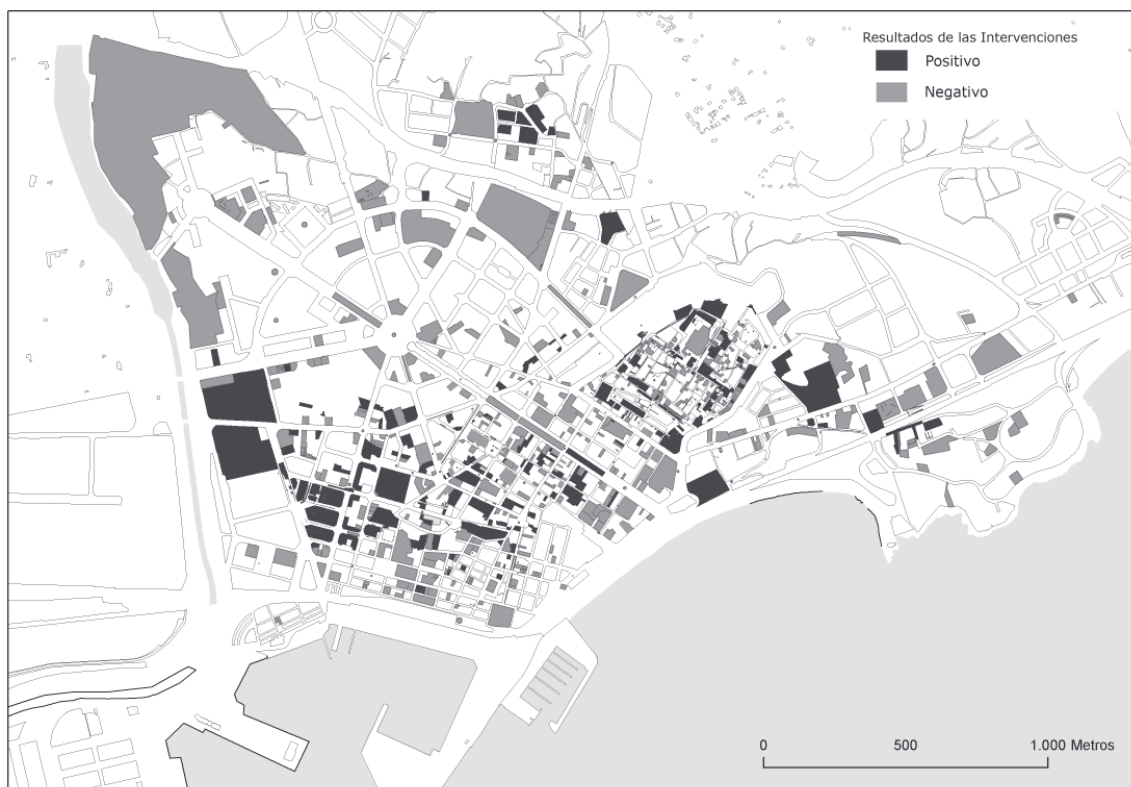 Resultados de las Intervenciones
Positivo
Negativo
0 500 1.000 Metros